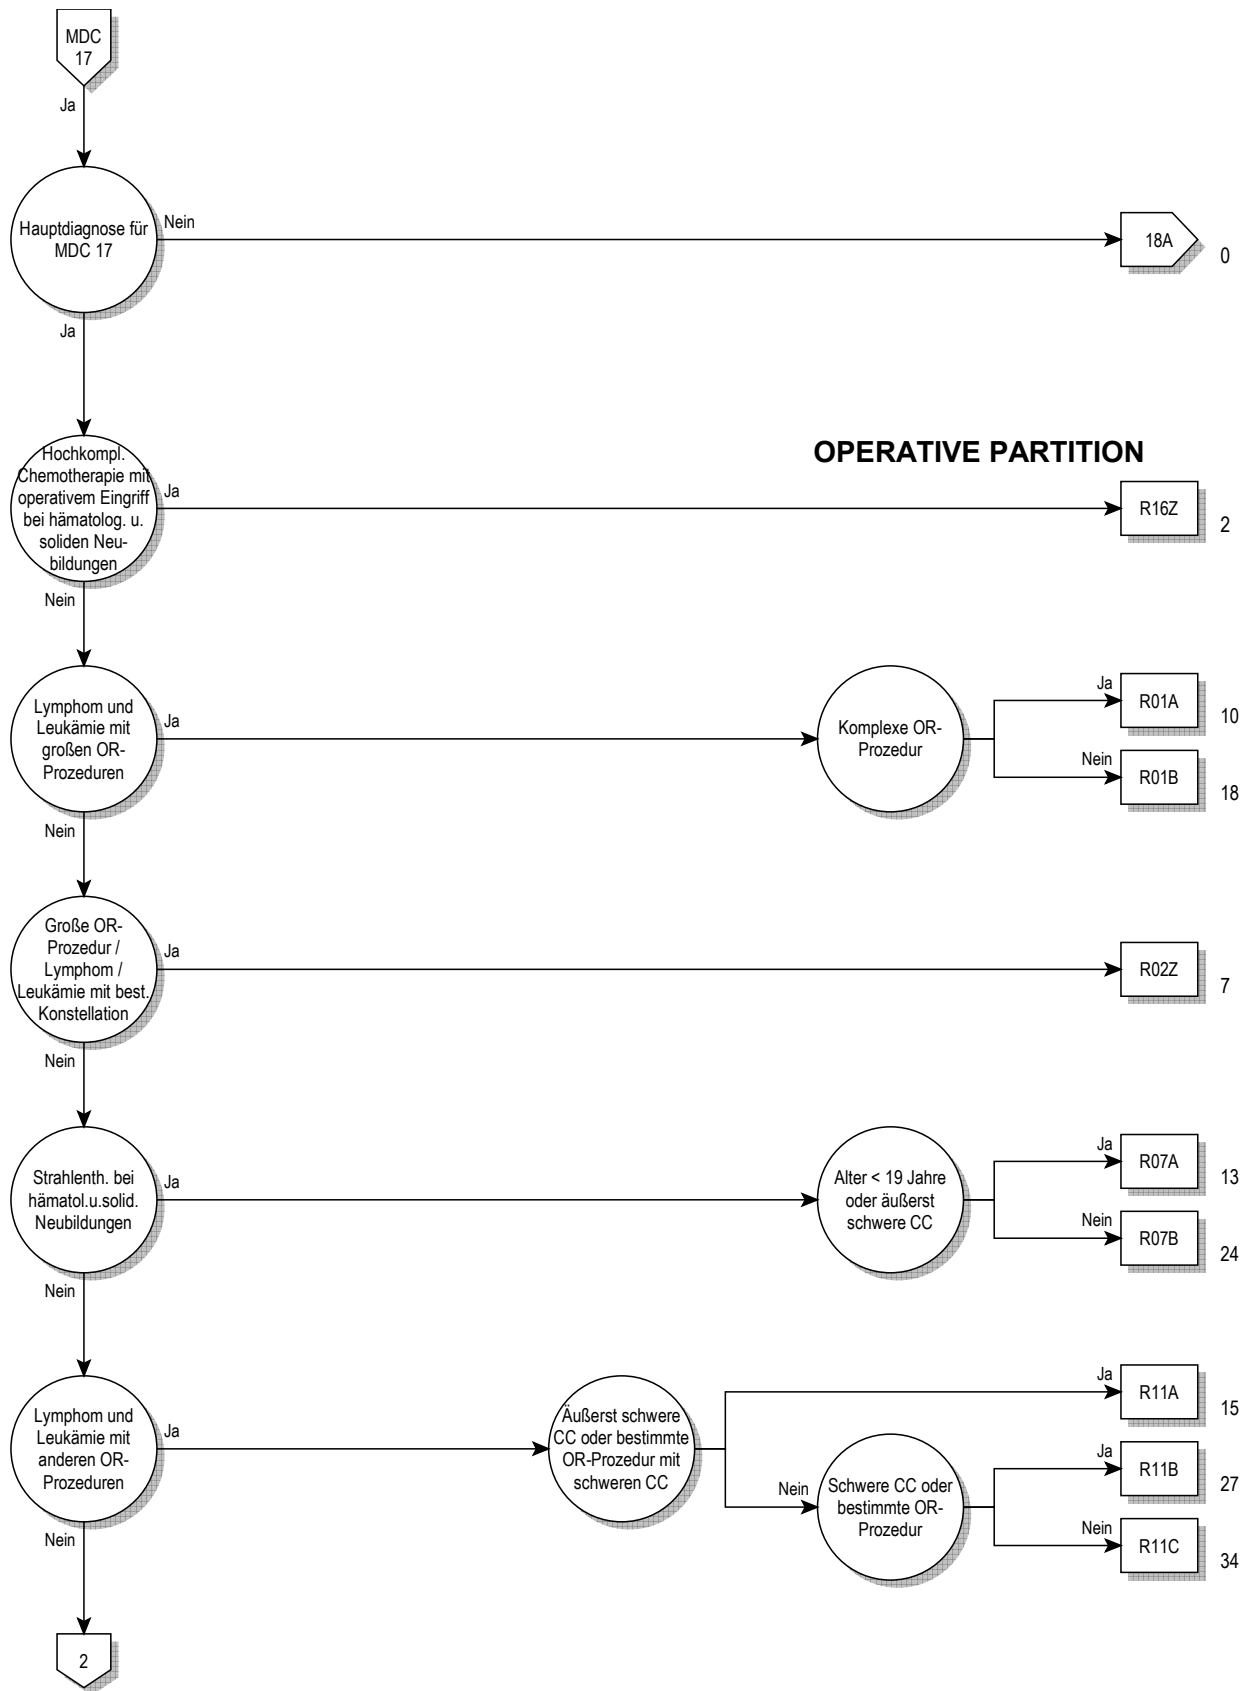 MDC
17
Ja
Hauptdiagnose für
MDC 17
Nein
18A
0
Ja
OPERATIVE PARTITION
Hochkompl.
Chemotherapie mit
operativem Eingriff
bei hämatolog. u.
soliden Neu-
bildungen
Ja
R16Z
2
Nein
Lymphom und
Leukämie mit
großen OR-
Prozeduren
Ja
Komplexe OR-
Prozedur
Ja
R01A
10
Nein
R01B
18
Nein
Große OR-
Prozedur /
Lymphom /
Leukämie mit best.
Konstellation
Ja
R02Z
7
Nein
Strahlenth. bei
hämatol.u.solid.
Neubildungen
Ja
Alter < 19 Jahre
oder äußerst
schwere CC
Ja
R07A
13
Nein
R07B
24
Nein
Lymphom und
Leukämie mit
anderen OR-
Prozeduren
Ja
Äußerst schwere
CC oder bestimmte
OR-Prozedur mit
schweren CC
Ja
R11A
15
Nein
Schwere CC oder
bestimmte OR-
Prozedur
Ja
R11B
27
Nein
R11C
34
Nein
2